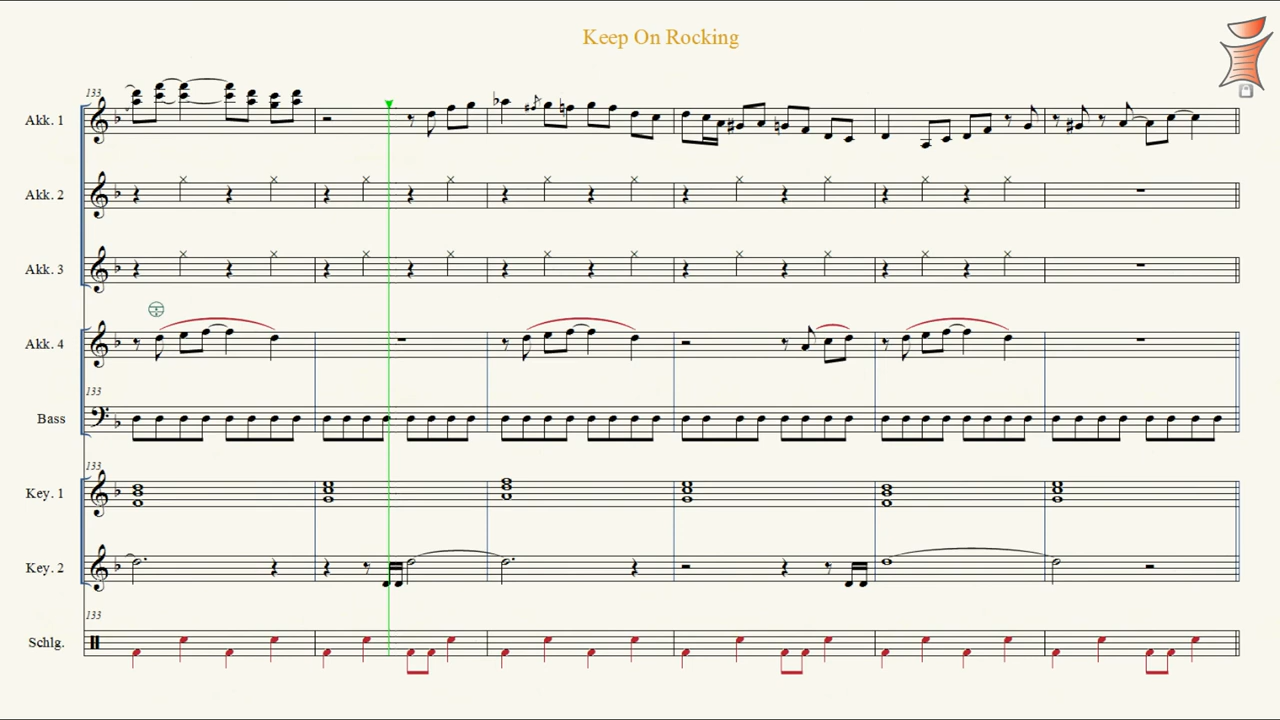 Keep On Rocking
133
Akk. 1
Akk. 2
Akk. 3
Akk. 4
133
Bass
133
Key. 1
Key. 2
133
Schlg.